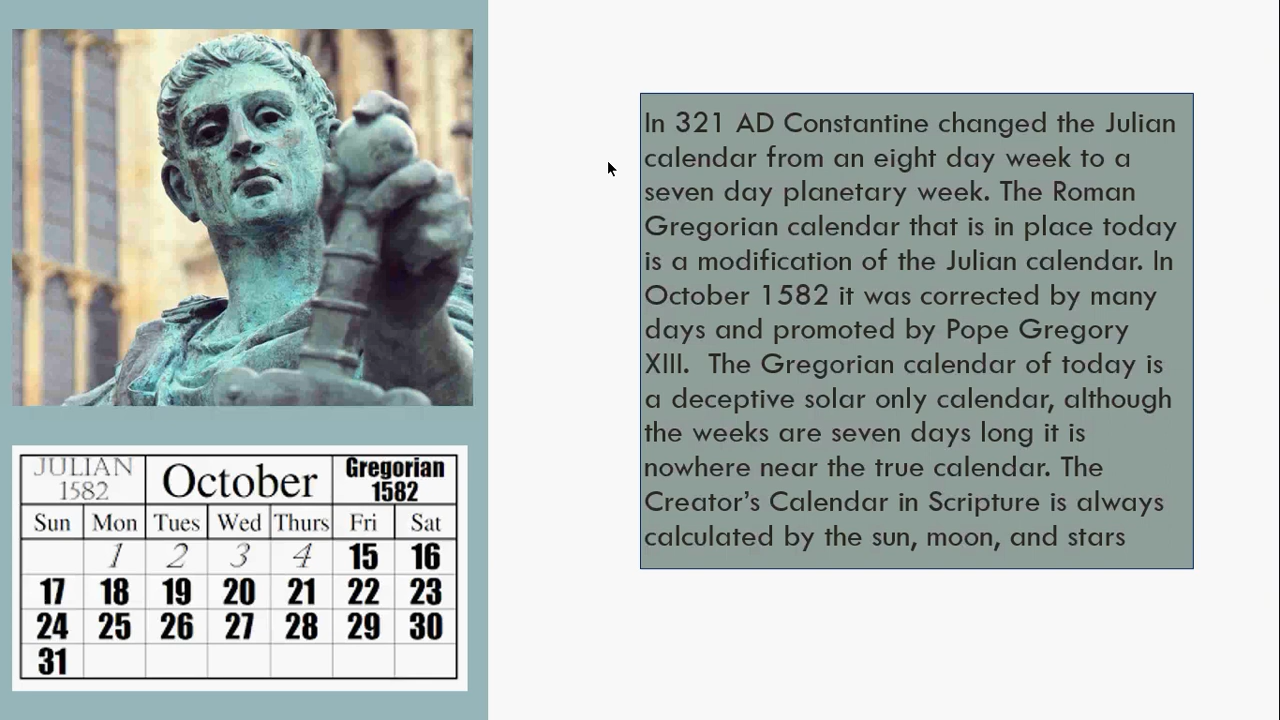 In 321 AD Constantine changed the Julian
calendar from an eight day week to a
seven day planetary week. The Roman
Gregorian calendar that is in place today
is a modification of the Julian calendar. In
October 1582 it was corrected by many
days and promoted by Pope Gregory
XIII.  The Gregorian calendar of today is
a deceptive solar only calendar, although
the weeks are seven days long it is
nowhere near the true calendar. The
Creator’s Calendar in Scripture is always
calculated by the sun, moon, and stars
JULIAN 1582 October Gregorian 1582
Sun Mon Tues Wed Thurs Fri Sat
1 2 3 4 15 16
17 18 19 20 21 22 23
24 25 26 27 28 29 30
31